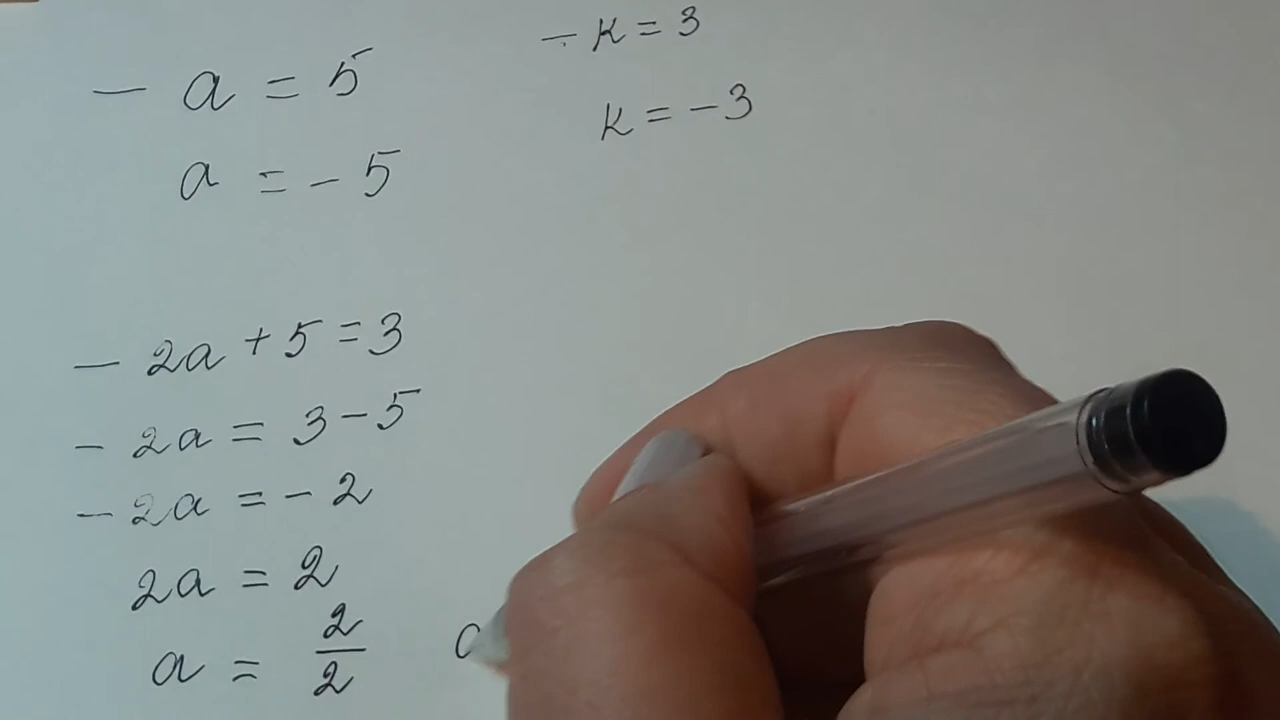 - a = 5
a = - 5
- k = 3
k = - 3
- 2a + 5 = 3
- 2a = 3 - 5
- 2a = - 2
2a = 2
a = 2/2